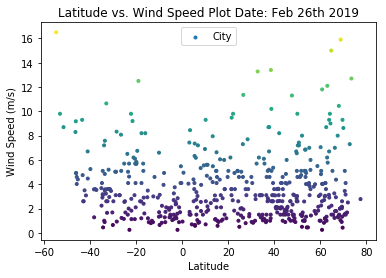 Latitude vs. Wind Speed Plot Date: Feb 26th 2019
City
Wind Speed (m/s)
16
14
12
10
8
6
4
2
0
−60 −40 −20 0 20 40 60 80
Latitude